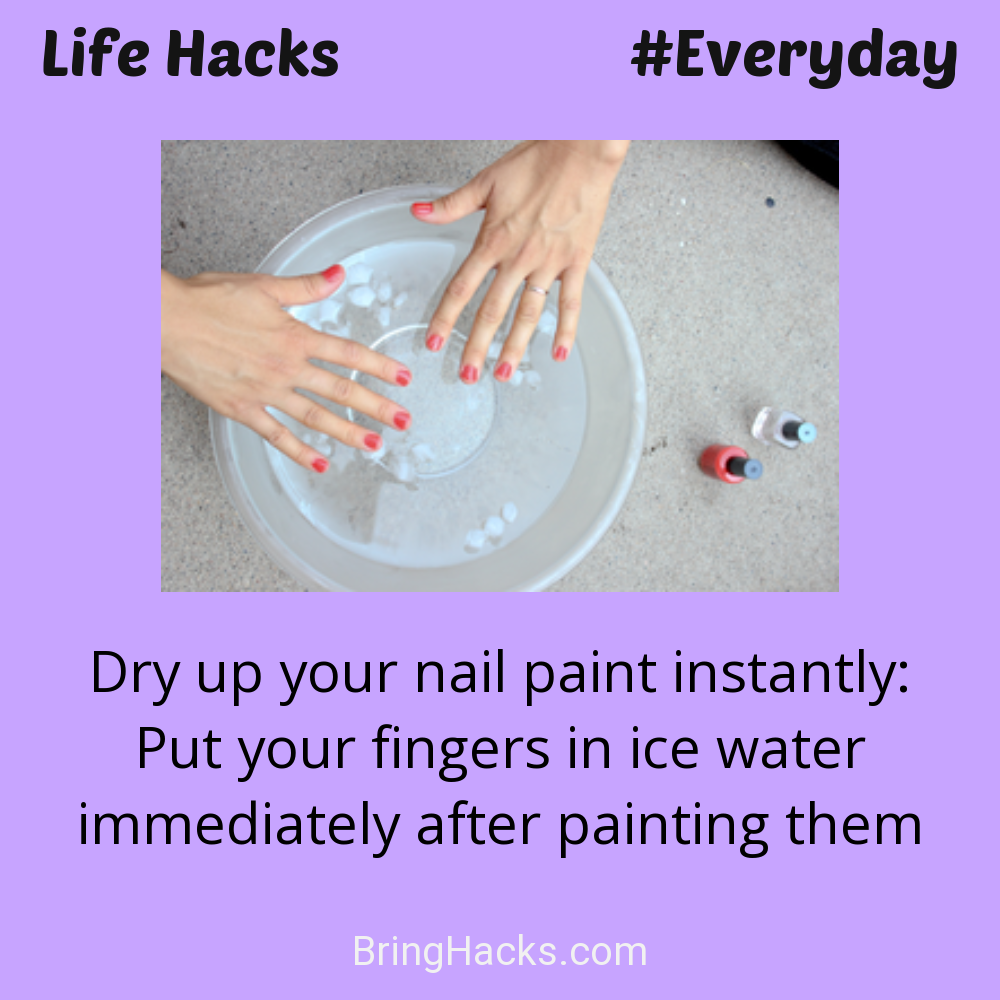 Life Hacks
#Everyday
Dry up your nail paint instantly:
Put your fingers in ice water
immediately after painting them
BringHacks.com